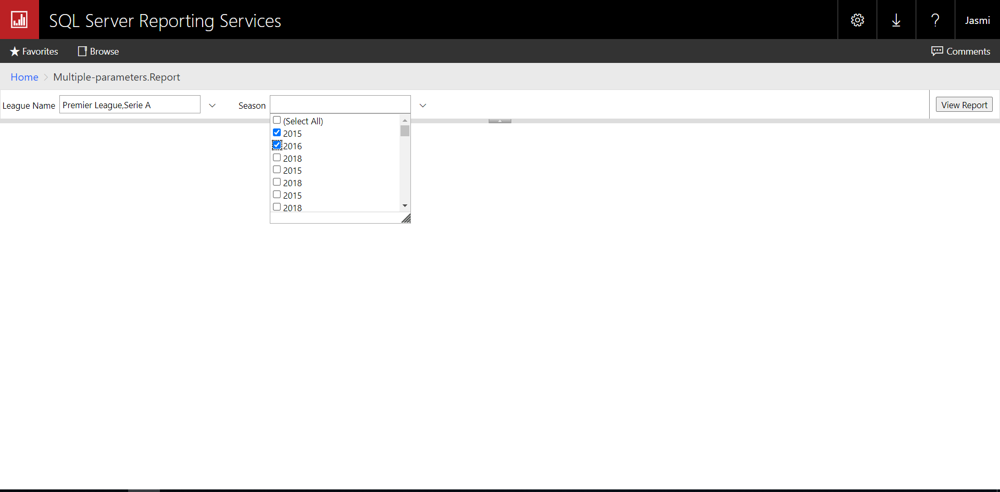 SQL Server Reporting Services
? Jasmi
Favorites Browse Comments
Home > Multiple-parameters.Report
League Name Premier League,Serie A Season View Report
(Select All)
2015
2016
2018
2015
2018
2015
2018